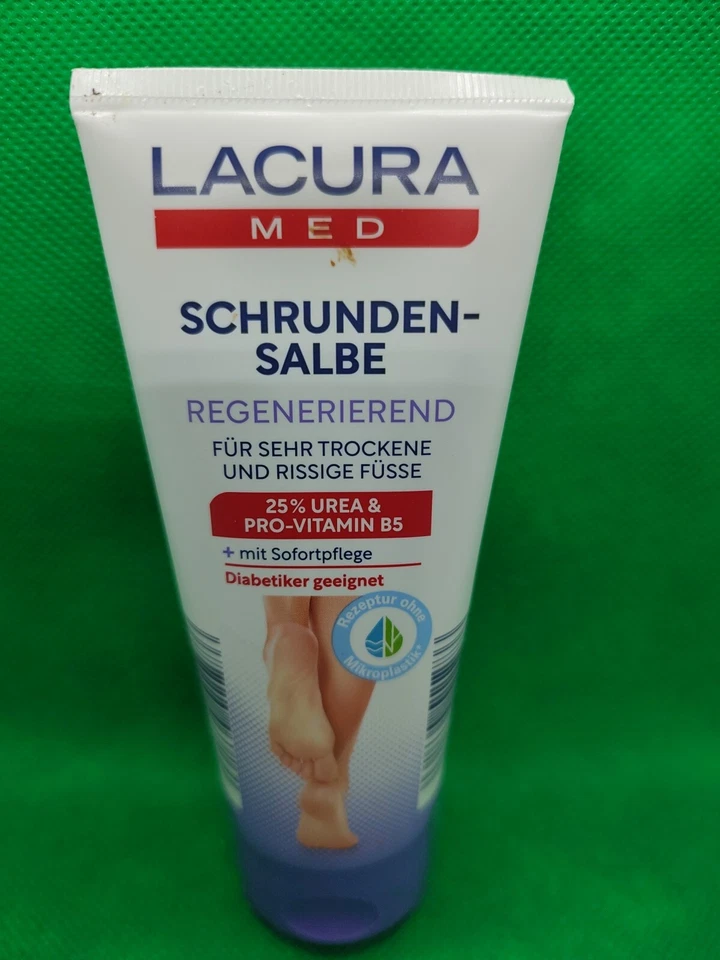 LACURA
MED
SCHRUNDEN-
SALBE
REGENERIEREND
FÜR SEHR TROCKENE
UND RISSIGE FÜSSE
25% UREA &
PRO-VITAMIN B5
+ mit Sofortpflege
Diabetiker geeignet
Rezeptur ohne
Mikroplastik*